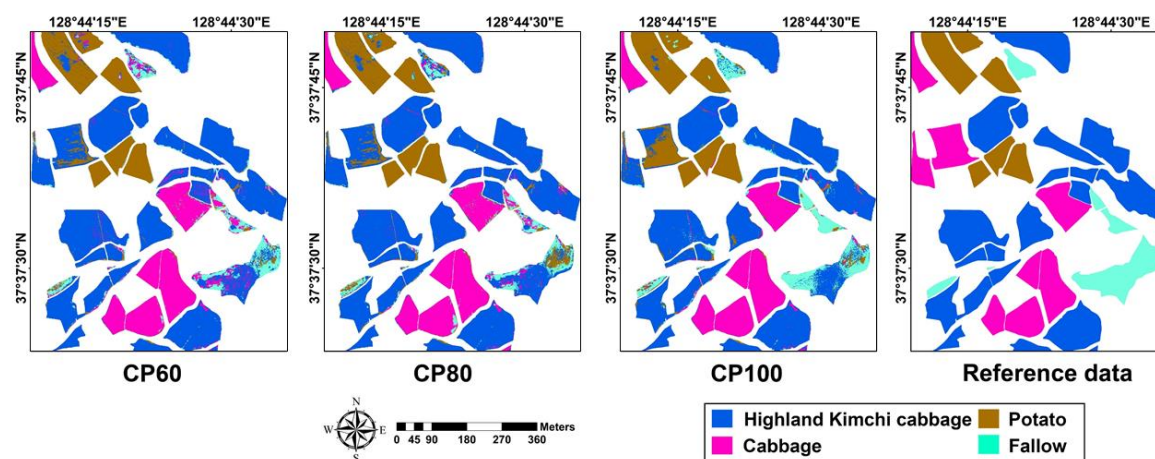 128°44'15"E 128°44'30"E 128°44'15"E 128°44'30"E 128°44'15"E 128°44'30"E 128°44'15"E 128°44'30"E
37°37'45"N 37°37'45"N 37°37'45"N 37°37'45"N
37°37'30"N 37°37'30"N 37°37'30"N 37°37'30"N
CP60 CP80 CP100 Reference data
N
W E
S
Meters
0 45 90 180 270 360
Highland Kimchi cabbage Potato
Cabbage Fallow